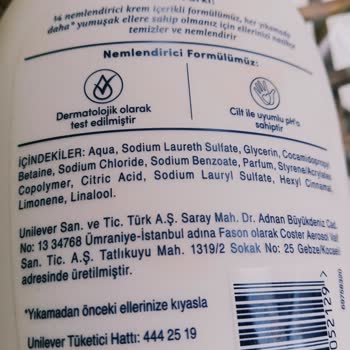 ¼ nemlendirici krem içerikli formülümüz, her yıkamada
daha* yumuşak ellere sahip olmanız için ellerinizi nazikçe
temizler ve nemlendirir
Nemlendirici Formülümüz:
Dermatolojik olarak
test edilmiştir
Cilt ile uyumlu pH'a
sahiptir
İÇİNDEKİLER: Aqua, Sodium Laureth Sulfate, Glycerin, Cocamidopropyl
Betaine, Sodium Chloride, Sodium Benzoate, Parfum, Styrene/Acrylates
Copolymer, Citric Acid, Sodium Lauryl Sulfate, Hexyl Cinnamal,
Limonene, Linalool.
Unilever San. ve Tic. Türk A.Ş. Saray Mah. Dr. Adnan Büyükdeniz Cad.
No: 13 34768 Ümraniye-İstanbul adına Fason olarak Coster Aerosol
San. Tic. A.Ş. Tatlıkuyu Mah. 1319/2 Sokak No: 25 Gebze/Kocaeli
adresinde üretilmiştir.
*Yıkamadan önceki ellerinize kıyasla
Unilever Tüketici Hattı: 444 25 19
69758320
052129